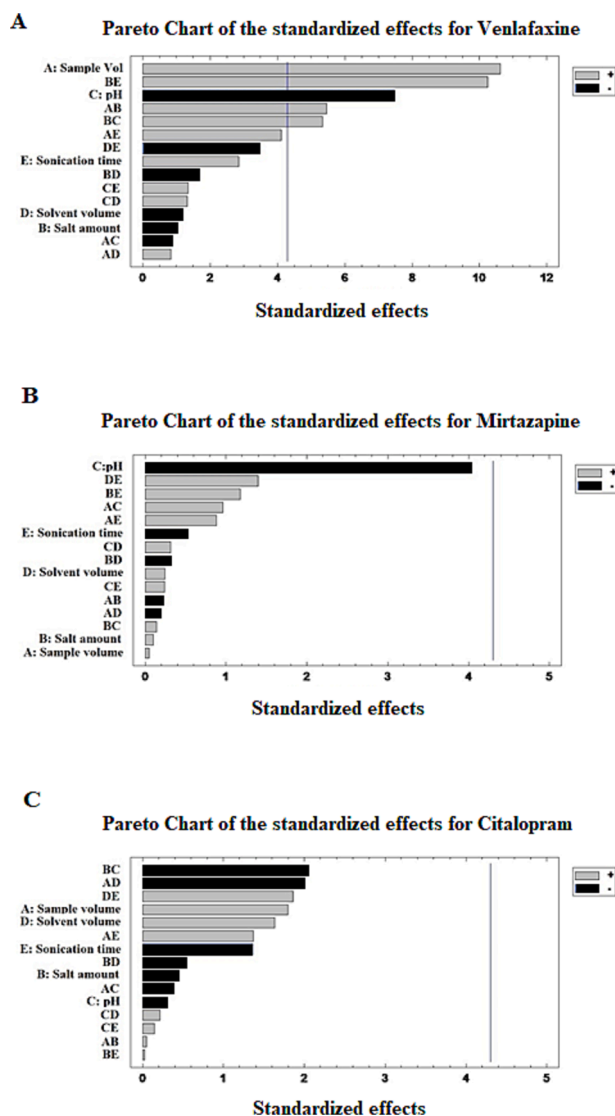 A
Pareto Chart of the standardized effects for Venlafaxine
A: Sample Vol
BE
C: pH
AB
BC
AE
DE
E: Sonication time
BD
CE
CD
D: Solvent volume
B: Salt amount
AC
AD
+
-
0 2 4 6 8 10 12
Standardized effects
B
Pareto Chart of the standardized effects for Mirtazapine
C:pH
DE
BE
AC
AE
E: Sonication time
CD
BD
D: Solvent volume
CE
AB
AD
BC
B: Salt amount
A: Sample volume
+
-
0 1 2 3 4 5
Standardized effects
C
Pareto Chart of the standardized effects for Citalopram
BC
AD
DE
A: Sample volume
D: Solvent volume
AE
E: Sonication time
BD
B: Salt amount
AC
C: pH
CD
CE
AB
BE
+
-
0 1 2 3 4 5
Standardized effects